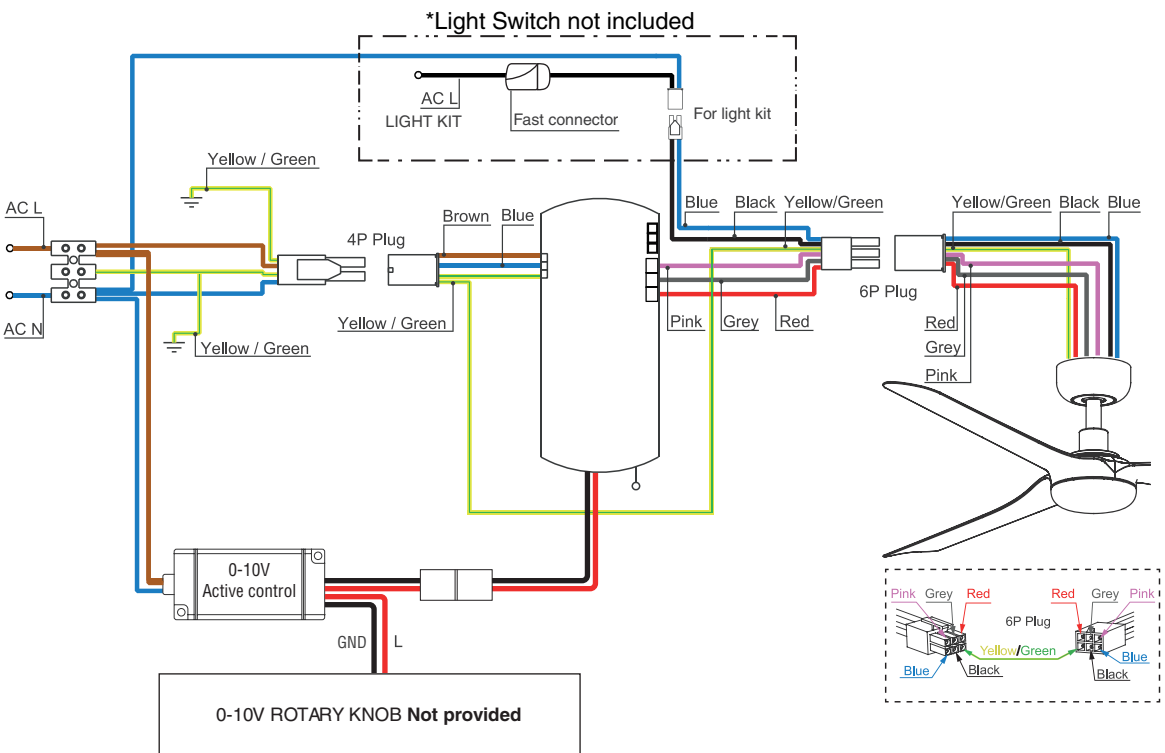 *Light Switch not included
AC L
LIGHT KIT
Fast connector
For light kit
Yellow / Green
AC L
4P Plug
Brown
Blue
Blue
Black
Yellow/Green
Yellow/Green
Black
Blue
AC N
Yellow / Green
Yellow / Green
Pink
Grey
Red
6P Plug
Red
Grey
Pink
0-10V
Active control
GND
L
0-10V ROTARY KNOB Not provided
Pink
Grey
Red
6P Plug
Red
Grey
Pink
Yellow/Green
Blue
Black
Black
Blue